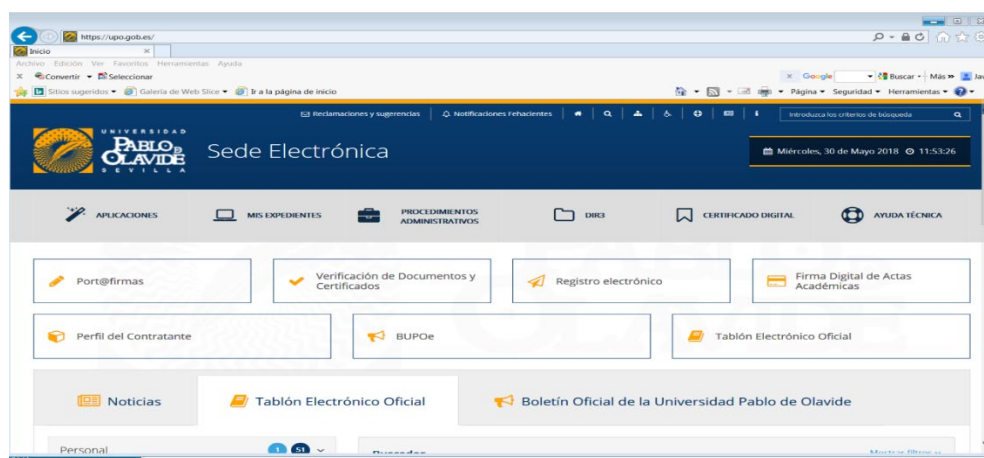 https://upo.gob.es/
Inicio
Archivo Edición Ver Favoritos Herramientas Ayuda
Convertir Seleccionar
Google Buscar Más »
Sitios sugeridos Galería de Web Slice Ir a la página de inicio
Página Seguridad Herramientas
Reclamaciones y sugerencias Notificaciones Fehacientes Introduzca los criterios de búsqueda
UNIVERSIDAD
PABLO DE
OLAVIDE
SEVILLA
Sede Electrónica
Miércoles, 30 de Mayo 2018 11:53:26
APLICACIONES
MIS EXPEDIENTES
PROCEDIMIENTOS
ADMINISTRATIVOS
DIR3
CERTIFICADO DIGITAL
AYUDA TÉCNICA
Port@firmas
Verificación de Documentos y
Certificados
Registro electrónico
Firma Digital de Actas
Académicas
Perfil del Contratante
BUPOe
Tablón Electrónico Oficial
Noticias
Tablón Electrónico Oficial
Boletín Oficial de la Universidad Pablo de Olavide
Personal 1 51
Buscador
Mostrar filtros